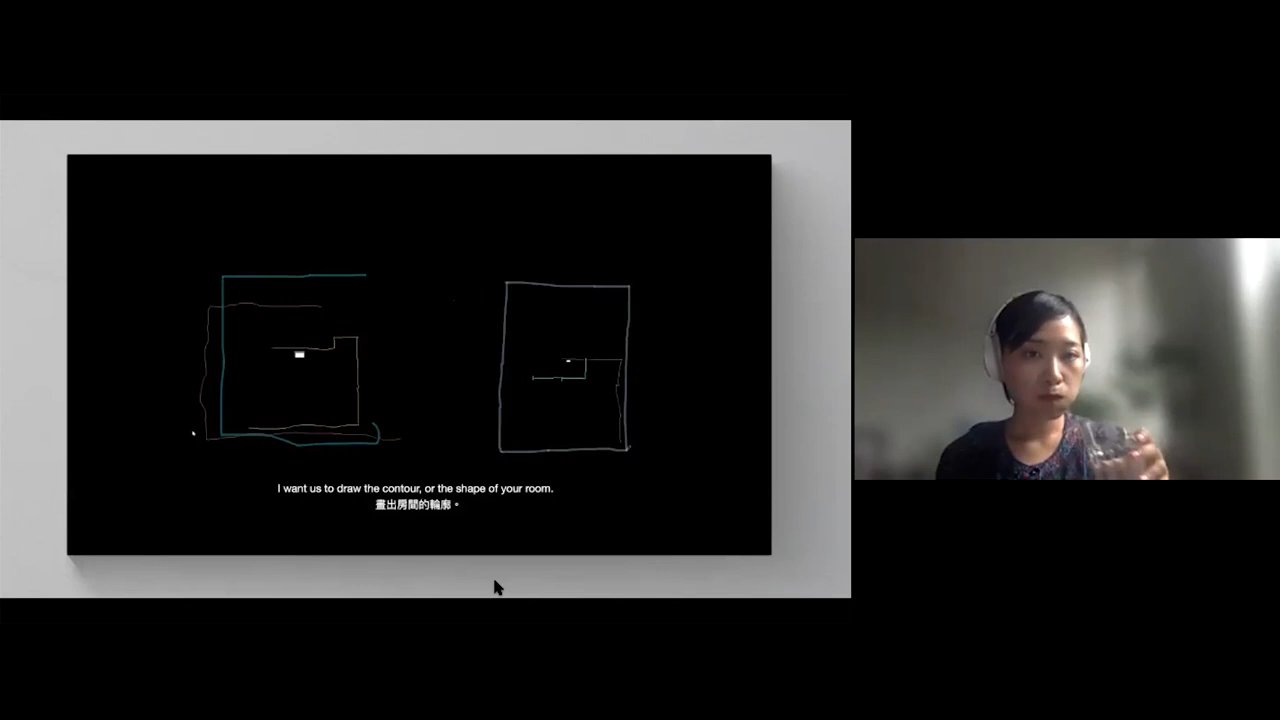 I want us to draw the contour, or the shape of your room.
畫出房間的輪廓。